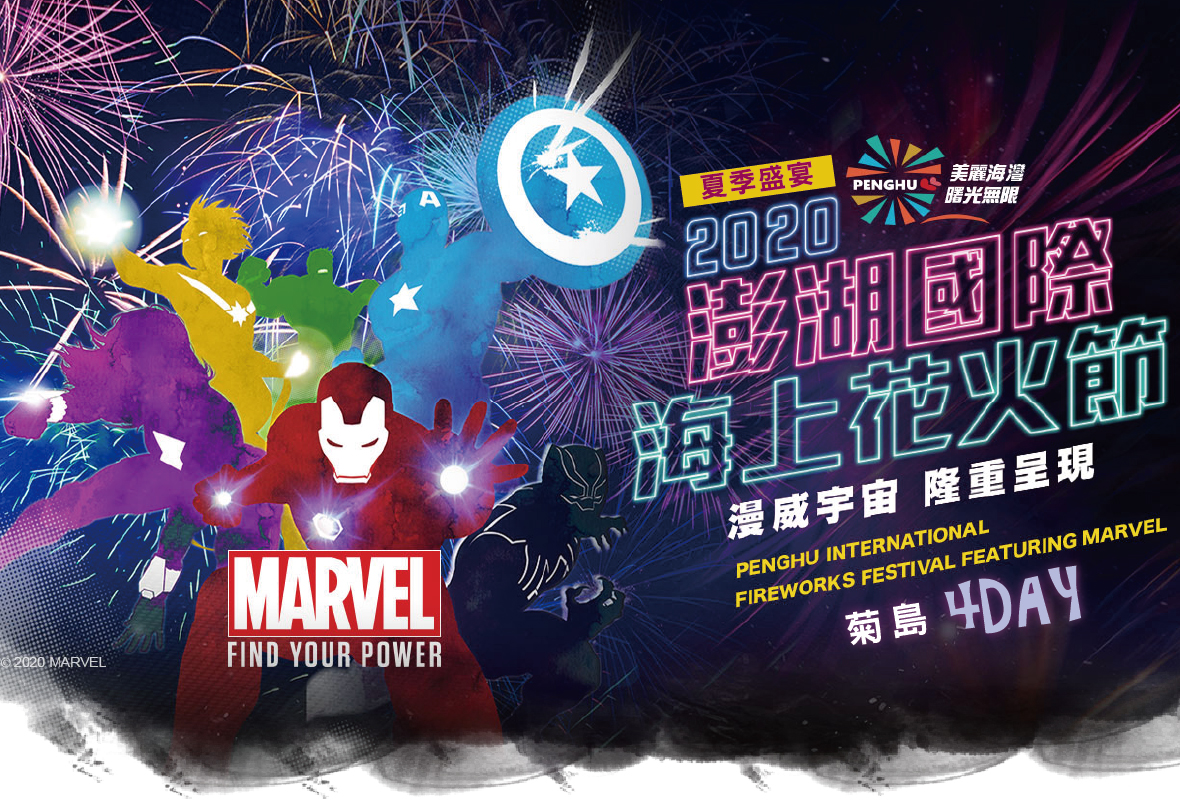 夏季盛宴
PENGHU
美麗海灣
曙光無限
2020
澎湖國際
海上花火節
漫威宇宙 隆重呈現
PENGHU INTERNATIONAL
FIREWORKS FESTIVAL FEATURING MARVEL
菊島 4DAY
A
MARVEL
FIND YOUR POWER
© 2020 MARVEL